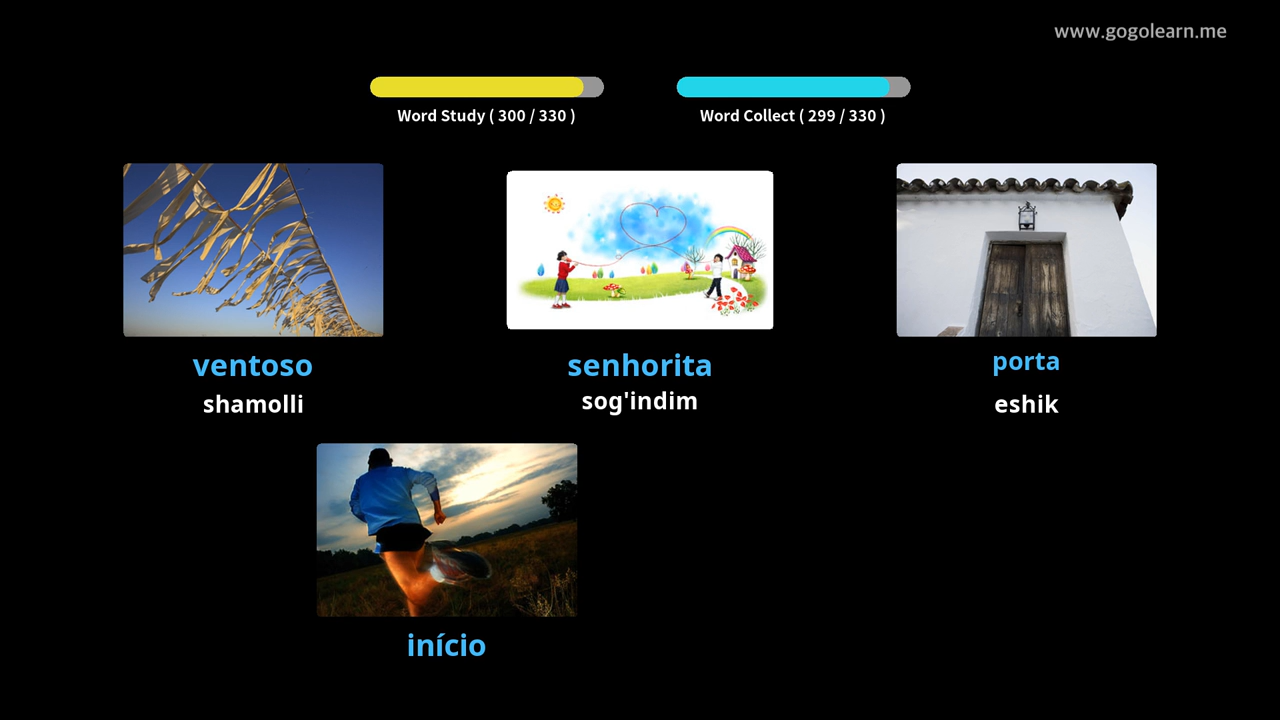 www.gogolearn.me
Word Study ( 300 / 330 )
Word Collect ( 299 / 330 )
ventoso
shamolli
senhorita
sog'indim
porta
eshik
início